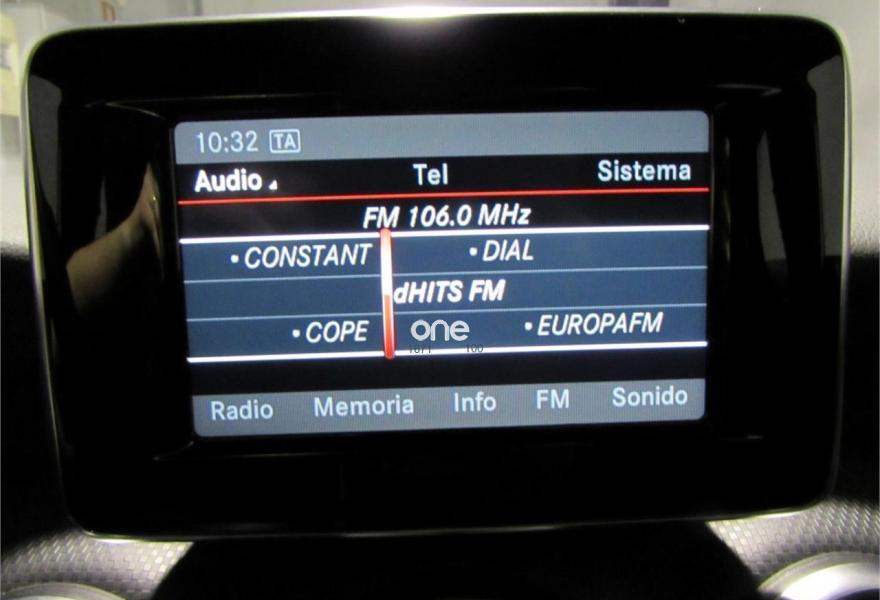 10:32 TA
Audio Tel Sistema
FM 106.0 MHz
• CONSTANT • DIAL
dHITS FM
• COPE one • EUROPAFM
100
Radio Memoria Info FM Sonido